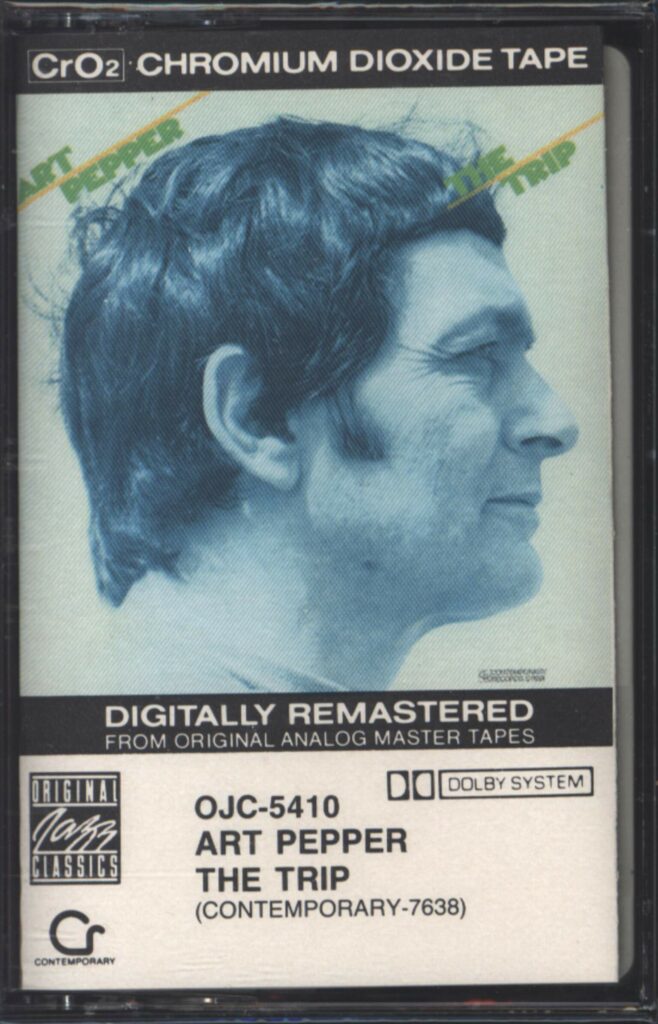 CrO2 · CHROMIUM DIOXIDE TAPE
ART PEPPER
THE TRIP
DIGITALLY REMASTERED
FROM ORIGINAL ANALOG MASTER TAPES
ORIGINAL
Jazz
CLASSICS
DOLBY SYSTEM
OJC-5410
ART PEPPER
THE TRIP
(CONTEMPORARY-7638)
Cr
CONTEMPORARY